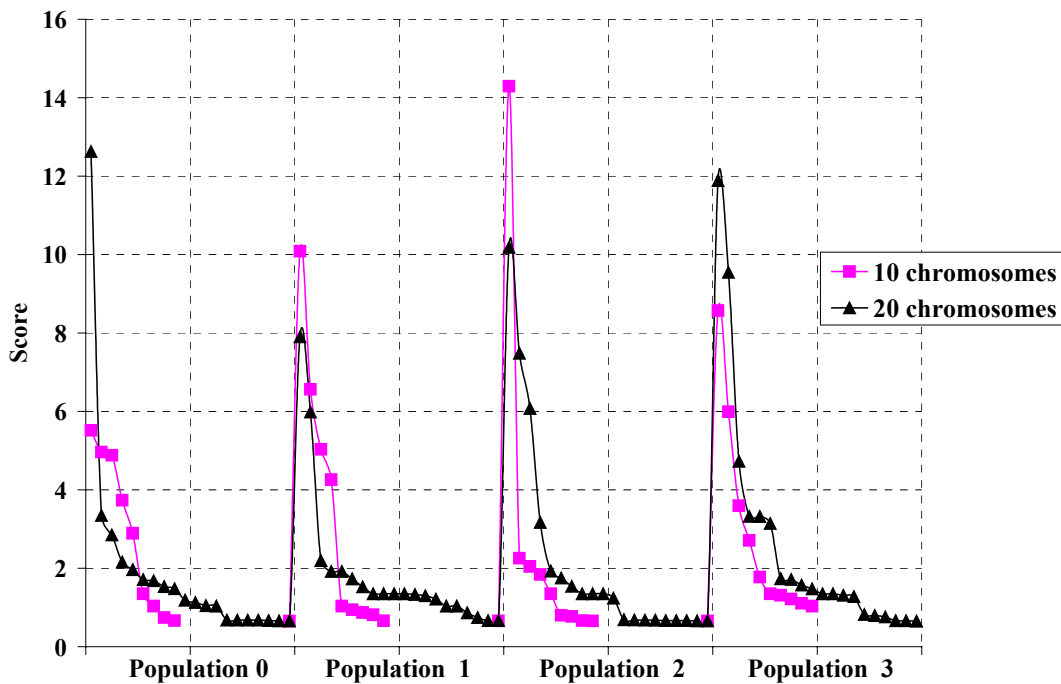 16
14
12
10
8
6
4
2
0
Score
Population 0
Population 1
Population 2
Population 3
10 chromosomes
20 chromosomes